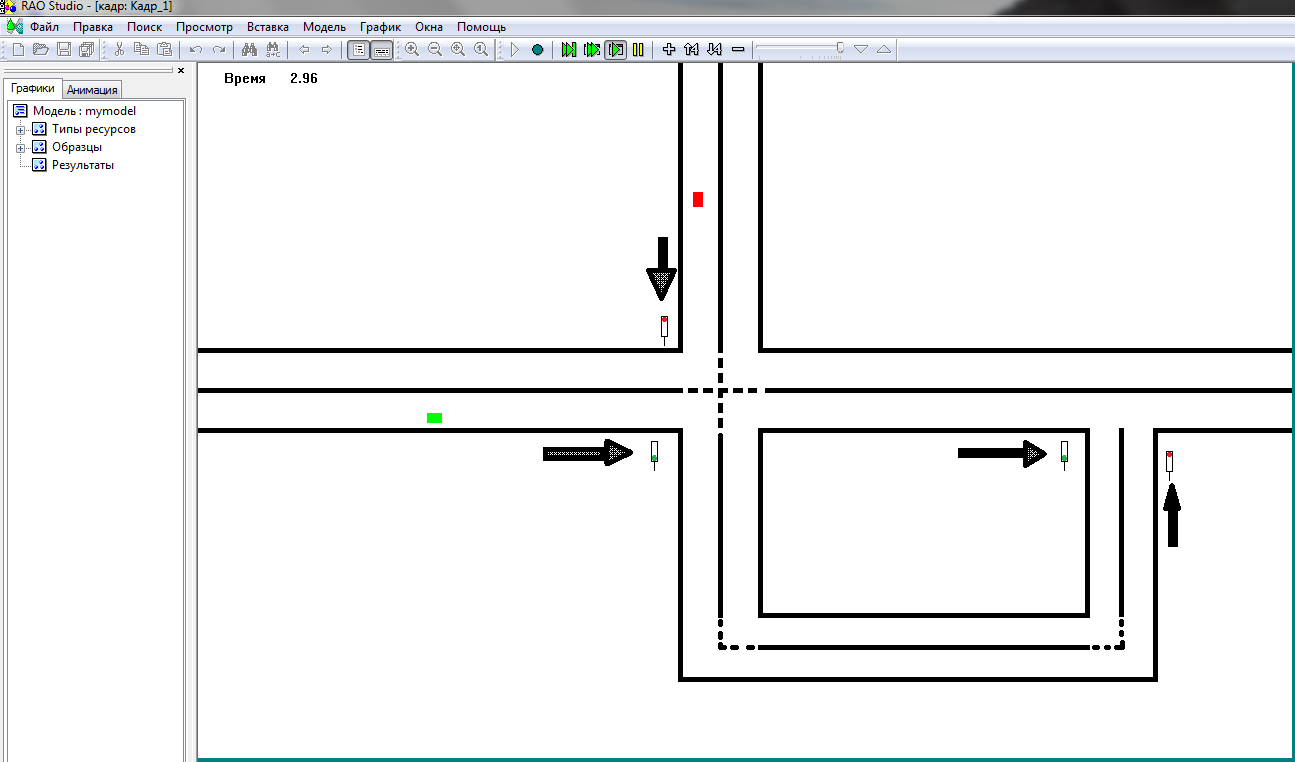 RAO Studio - [кадр: Кадр_1]
Файл Правка Поиск Просмотр Вставка Модель График Окна Помощь
Графики Анимация
Модель : mymodel
Типы ресурсов
Образцы
Результаты
Время 2.96